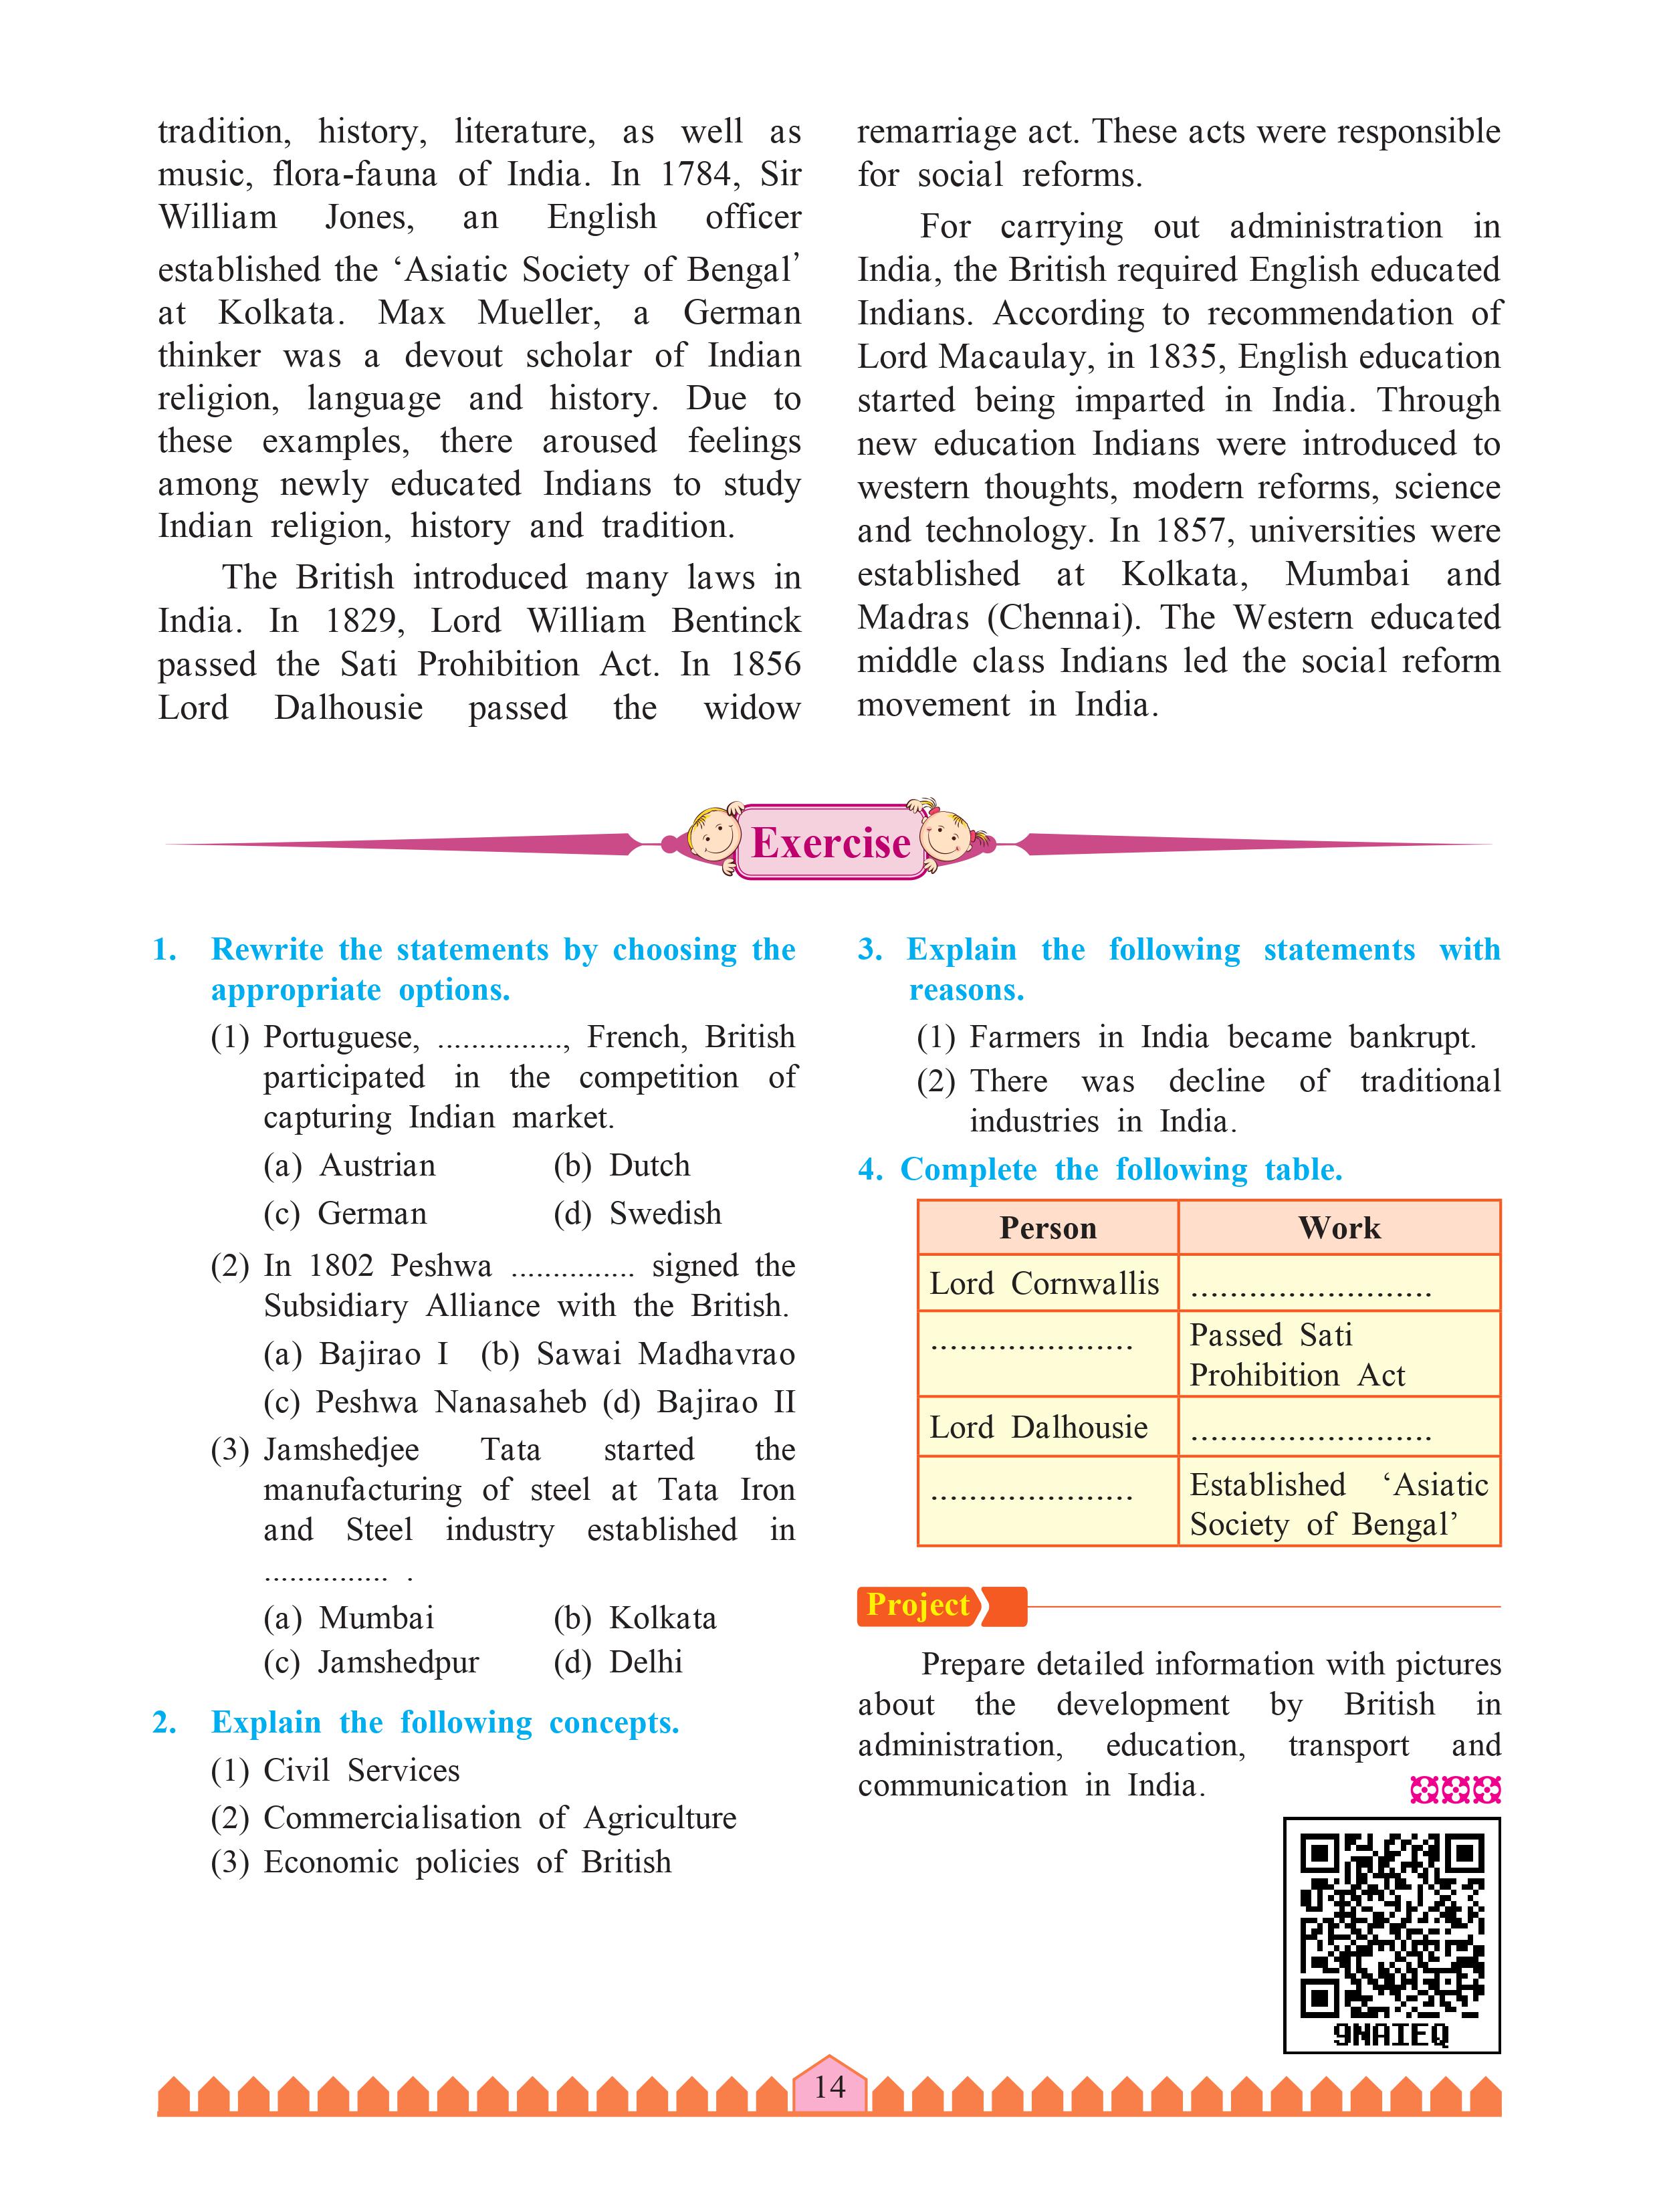 tradition, history, literature, as well as
music, flora-fauna of India. In 1784, Sir
William Jones, an English officer
established the ‘Asiatic Society of Bengal’
at Kolkata. Max Mueller, a German
thinker was a devout scholar of Indian
religion, language and history. Due to
these examples, there aroused feelings
among newly educated Indians to study
Indian religion, history and tradition.
The British introduced many laws in
India. In 1829, Lord William Bentinck
passed the Sati Prohibition Act. In 1856
Lord Dalhousie passed the widow
remarriage act. These acts were responsible
for social reforms.
For carrying out administration in
India, the British required English educated
Indians. According to recommendation of
Lord Macaulay, in 1835, English education
started being imparted in India. Through
new education Indians were introduced to
western thoughts, modern reforms, science
and technology. In 1857, universities were
established at Kolkata, Mumbai and
Madras (Chennai). The Western educated
middle class Indians led the social reform
movement in India.
Exercise
1. Rewrite the statements by choosing the
appropriate options.
(1) Portuguese, ..............., French, British
participated in the competition of
capturing Indian market.
(a) Austrian (b) Dutch
(c) German (d) Swedish
(2) In 1802 Peshwa .............. signed the
Subsidiary Alliance with the British.
(a) Bajirao I (b) Sawai Madhavrao
(c) Peshwa Nanasaheb (d) Bajirao II
(3) Jamshedjee Tata started the
manufacturing of steel at Tata Iron
and Steel industry established in
.............. .
(a) Mumbai (b) Kolkata
(c) Jamshedpur (d) Delhi
2. Explain the following concepts.
(1) Civil Services
(2) Commercialisation of Agriculture
(3) Economic policies of British
3. Explain the following statements with
reasons.
(1) Farmers in India became bankrupt.
(2) There was decline of traditional
industries in India.
4. Complete the following table.
Person Work
Lord Cornwallis .........................
..................... Passed Sati
Prohibition Act
Lord Dalhousie .........................
..................... Established ‘Asiatic
Society of Bengal’
Project
Prepare detailed information with pictures
about the development by British in
administration, education, transport and
communication in India.
9NAIEQ
14